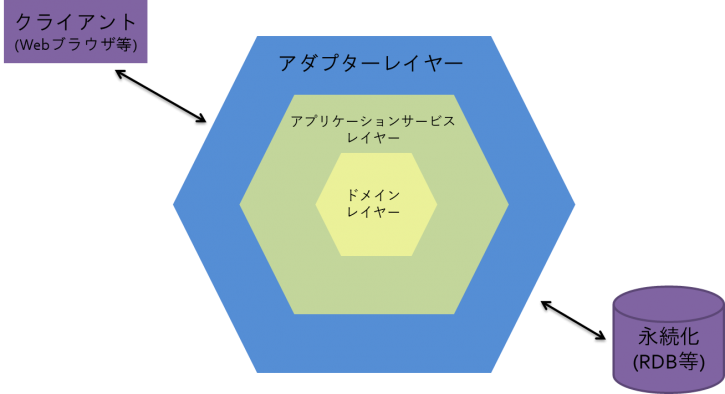 クライアント
(Webブラウザ等)
アダプターレイヤー
アプリケーションサービス
レイヤー
ドメイン
レイヤー
永続化
(RDB等)